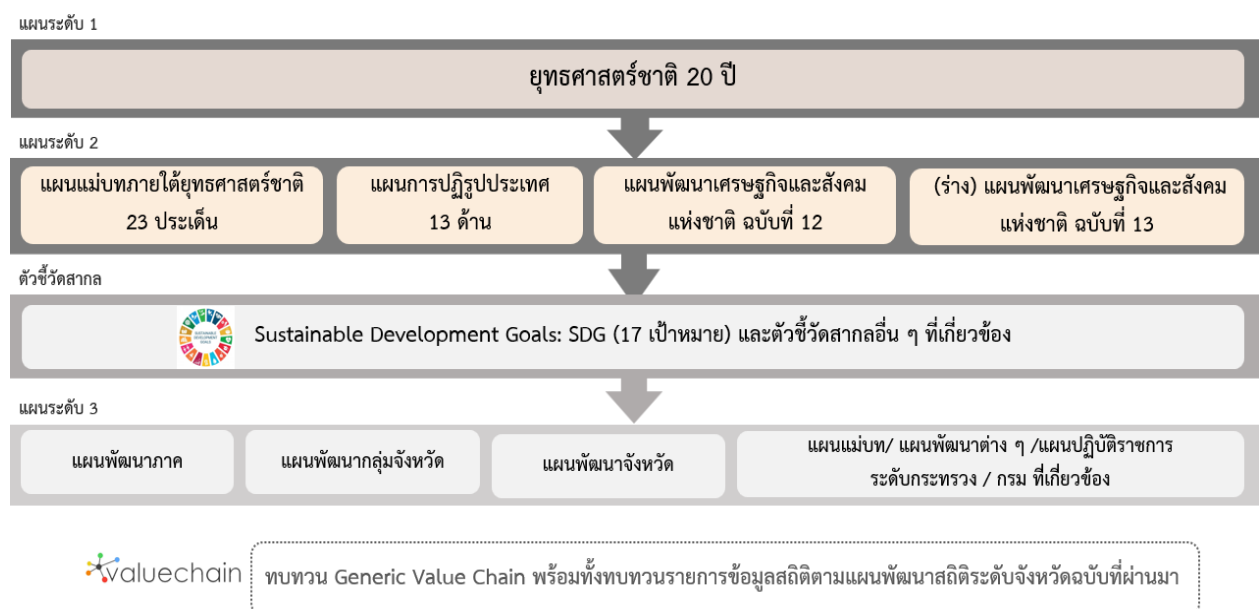 แผนระดับ 1
ยุทธศาสตร์ชาติ 20 ปี
แผนระดับ 2
แผนแม่บทภายใต้ยุทธศาสตร์ชาติ
23 ประเด็น
แผนการปฏิรูปประเทศ
13 ด้าน
แผนพัฒนาเศรษฐกิจและสังคม
แห่งชาติ ฉบับที่ 12
(ร่าง) แผนพัฒนาเศรษฐกิจและสังคม
แห่งชาติ ฉบับที่ 13
ตัวชี้วัดสากล
SUSTAINABLE
DEVELOPMENT
GOALS
Sustainable Development Goals: SDG (17 เป้าหมาย) และตัวชี้วัดสากลอื่น ๆ ที่เกี่ยวข้อง
แผนระดับ 3
แผนพัฒนาภาค
แผนพัฒนากลุ่มจังหวัด
แผนพัฒนาจังหวัด
แผนแม่บท/ แผนพัฒนาต่าง ๆ /แผนปฏิบัติราชการ
ระดับกระทรวง / กรม ที่เกี่ยวข้อง
valuechain
ทบทวน Generic Value Chain พร้อมทั้งทบทวนรายการข้อมูลสถิติตามแผนพัฒนาสถิติระดับจังหวัดฉบับที่ผ่านมา